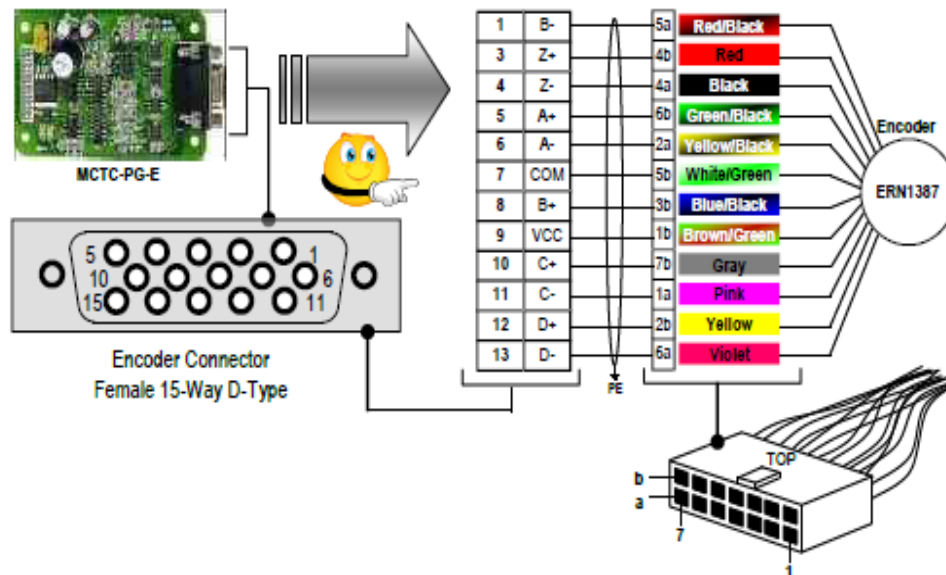 MCTC-PG-E
1 B- 5a Red/Black
3 Z+ 4b Red
4 Z- 4a Black
5 A+ 6b Green/Black
6 A- 2a Yellow/Black
7 COM 5b White/Green
8 B+ 3b Blue/Black
9 VCC 1b Brown/Green
10 C+ 7b Gray
11 C- 1a Pink
12 D+ 2b Yellow
13 D- 6a Violet
PE
Encoder
ERN1387
5 1
10 6
15 11
Encoder Connector
Female 15-Way D-Type
TOP
b
a
7
1